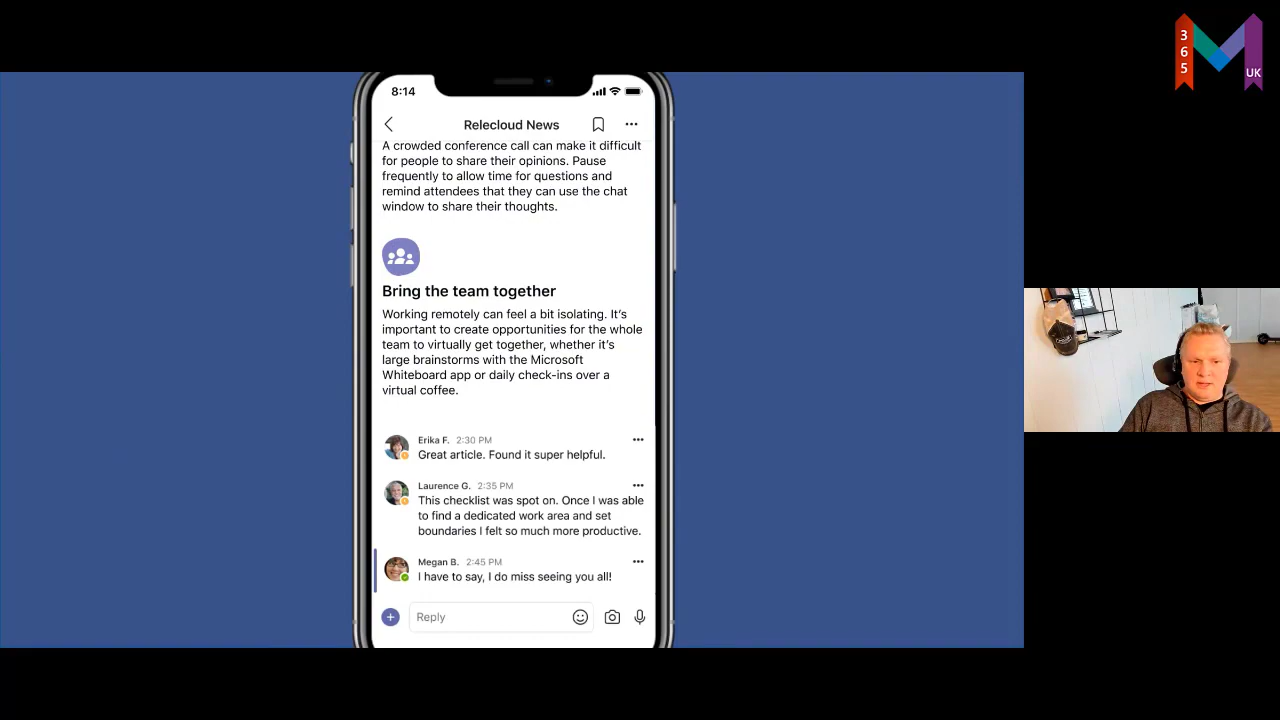 3
6
5
UK
8:14
Relecloud News
A crowded conference call can make it difficult
for people to share their opinions. Pause
frequently to allow time for questions and
remind attendees that they can use the chat
window to share their thoughts.
Bring the team together
Working remotely can feel a bit isolating. It’s
important to create opportunities for the whole
team to virtually get together, whether it’s
large brainstorms with the Microsoft
Whiteboard app or daily check-ins over a
virtual coffee.
Erika F. 2:30 PM
Great article. Found it super helpful.
Laurence G. 2:35 PM
This checklist was spot on. Once I was able
to find a dedicated work area and set
boundaries I felt so much more productive.
Megan B. 2:45 PM
I have to say, I do miss seeing you all!
Reply